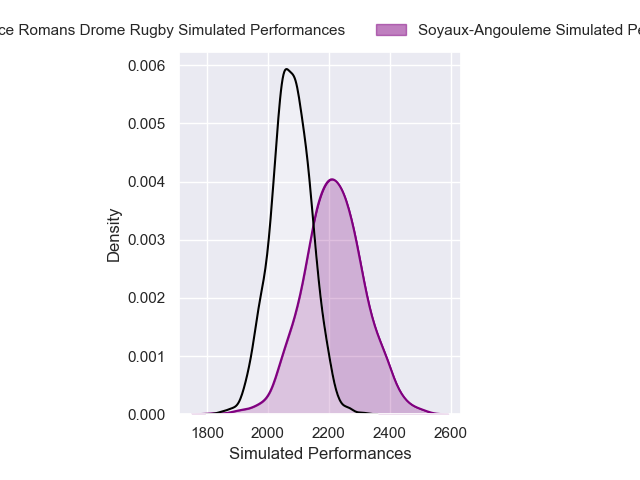 ce Romans Drome Rugby Simulated Performances Soyaux-Angouleme Simulated Pe
0.006
0.005
0.004
0.003
0.002
0.001
0.000
Density
1800 2000 2200 2400 2600
Simulated Performances